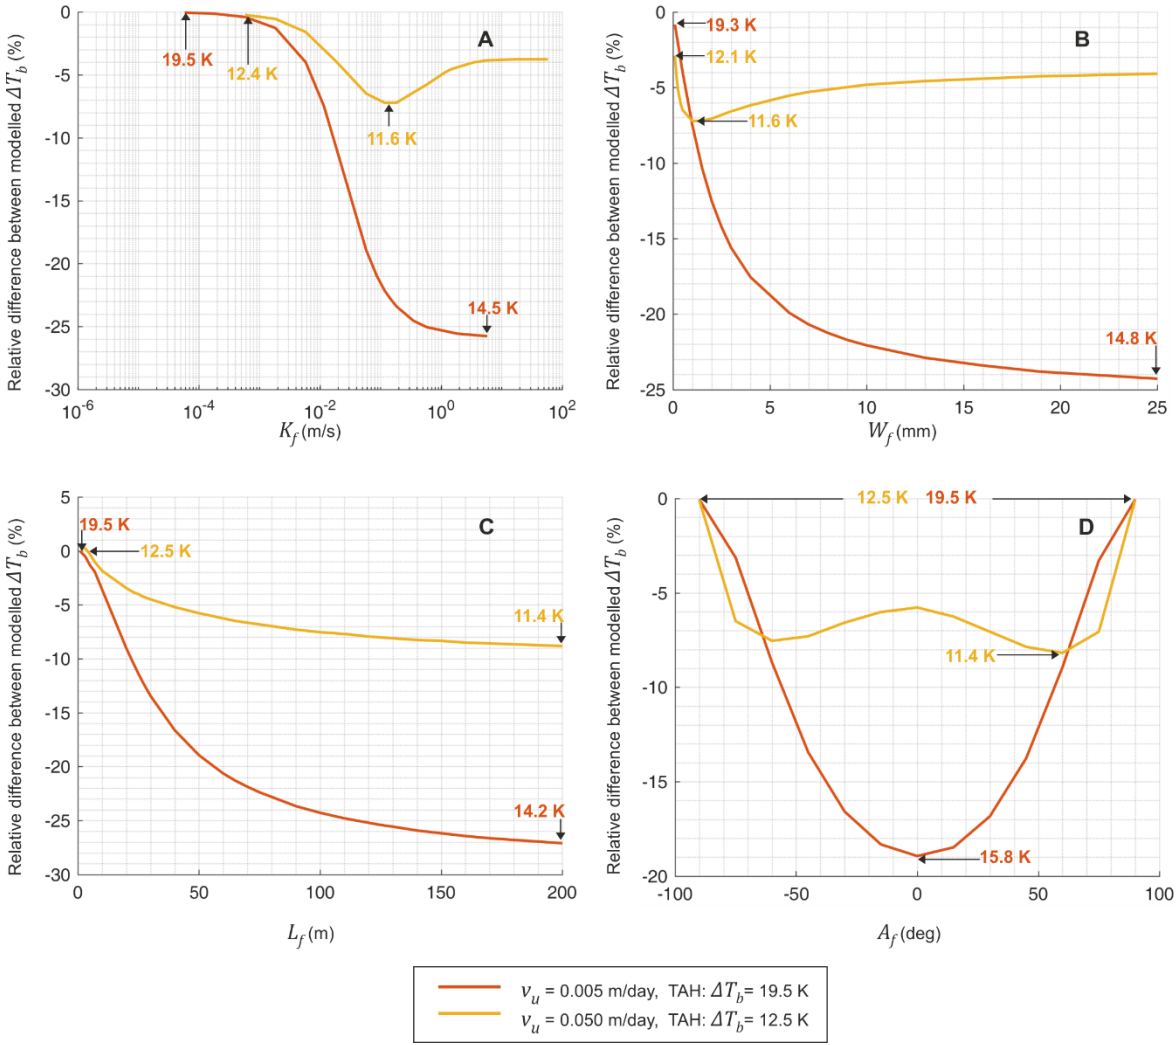 Relative difference between modelled ΔT_b (%)
0
-5
-10
-15
-20
-25
-30
A
19.5 K
12.4 K
11.6 K
14.5 K
10^-6
10^-4
10^-2
10^0
10^2
K_f (m/s)
Relative difference between modelled ΔT_b (%)
0
-5
-10
-15
-20
-25
B
19.3 K
12.1 K
11.6 K
14.8 K
0
5
10
15
20
25
W_f (mm)
Relative difference between modelled ΔT_b (%)
5
0
-5
-10
-15
-20
-25
-30
C
19.5 K
12.5 K
11.4 K
14.2 K
0
50
100
150
200
L_f (m)
Relative difference between modelled ΔT_b (%)
0
-5
-10
-15
-20
12.5 K 19.5 K
D
11.4 K
15.8 K
-100
-50
0
50
100
A_f (deg)
v_u = 0.005 m/day, TAH: ΔT_b = 19.5 K
v_u = 0.050 m/day, TAH: ΔT_b = 12.5 K